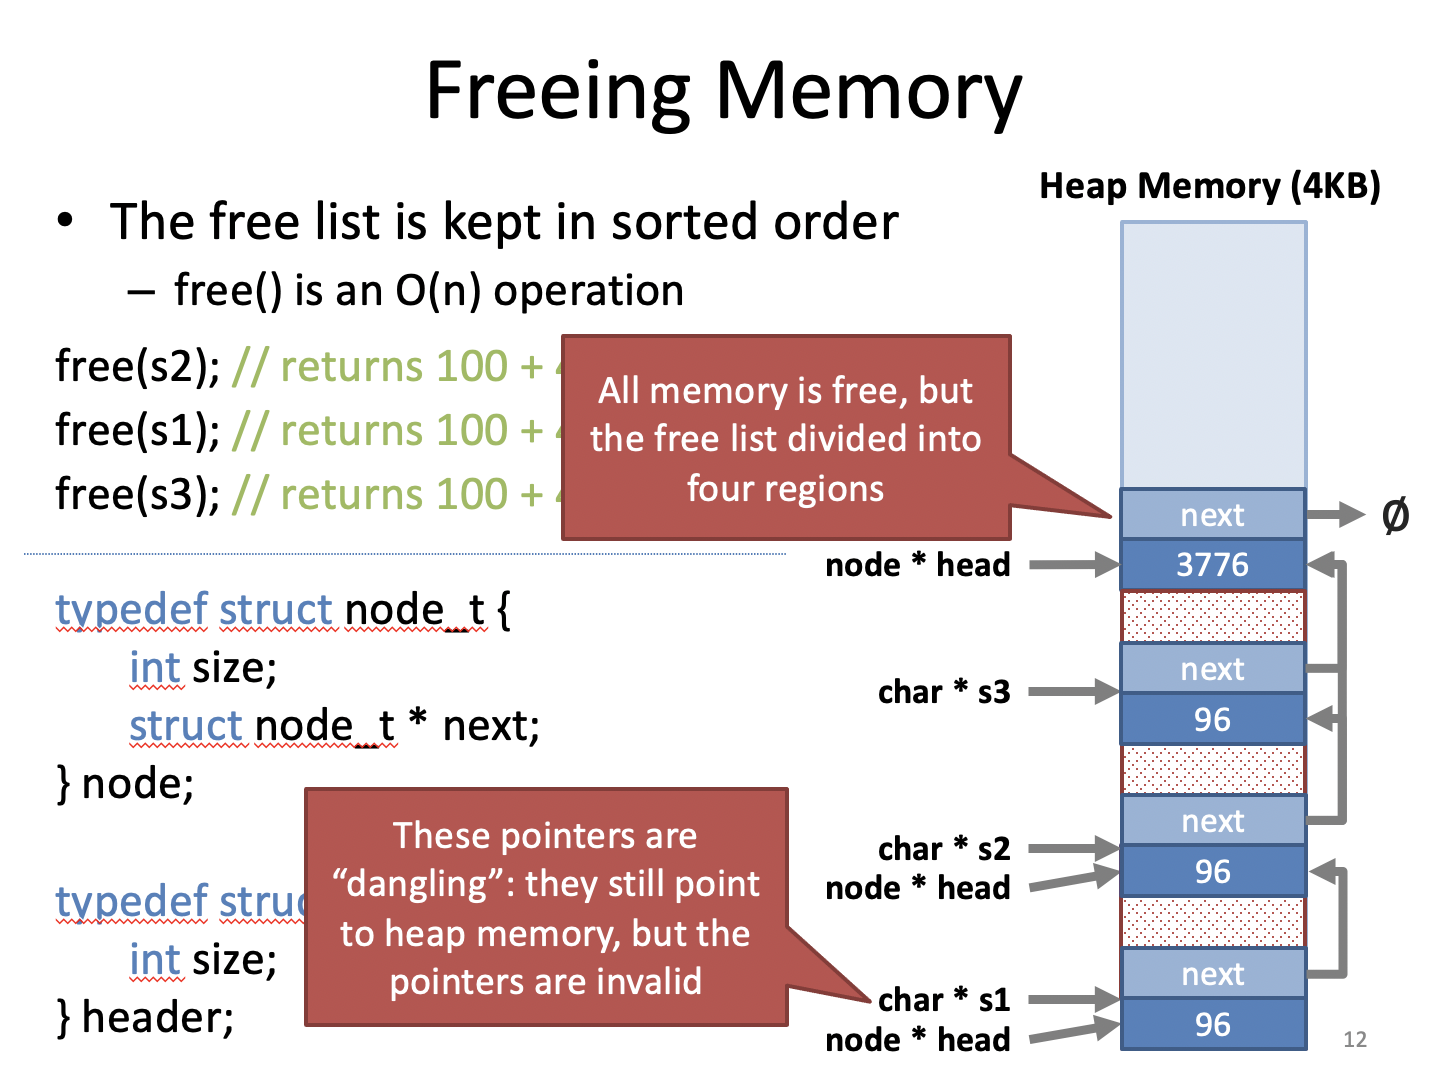 Freeing Memory
Heap Memory (4KB)
• The free list is kept in sorted order
– free() is an O(n) operation
free(s2); // returns 100 + 4
free(s1); // returns 100 + 4
free(s3); // returns 100 + 4
All memory is free, but
the free list divided into
four regions
typedef struct node_t {
int size;
struct node_t * next;
} node;
typedef struc
int size;
} header;
These pointers are
“dangling”: they still point
to heap memory, but the
pointers are invalid
next
Ø
node * head
3776
next
char * s3
96
next
char * s2
node * head
96
next
char * s1
node * head
96
12